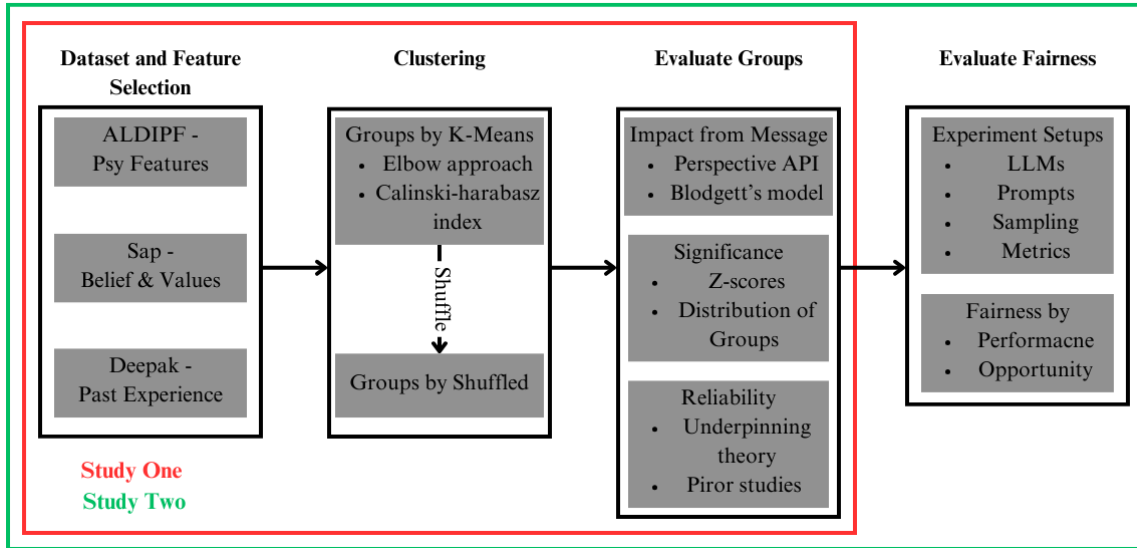 Dataset and Feature
Selection
ALDIPF -
Psy Features
Sap -
Belief & Values
Deepak -
Past Experience
Study One
Study Two
Clustering
Groups by K-Means
• Elbow approach
• Calinski-harabasz
index
Shuffle
Groups by Shuffled
Evaluate Groups
Impact from Message
• Perspective API
• Blodgett's model
Significance
• Z-scores
• Distribution of
Groups
Reliability
• Underpinning
theory
• Piror studies
Evaluate Fairness
Experiment Setups
• LLMs
• Prompts
• Sampling
• Metrics
Fairness by
• Performacne
• Opportunity